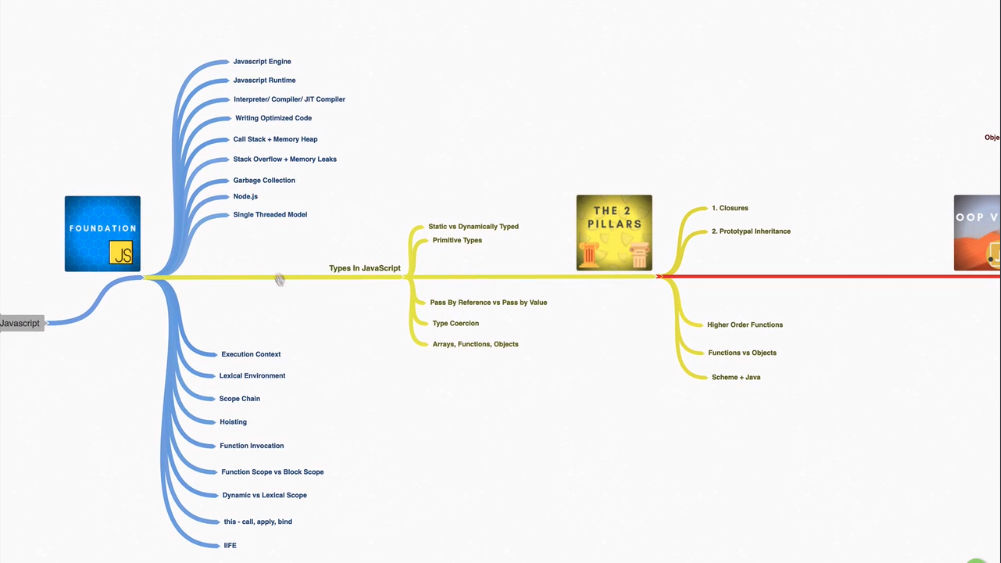 Javascript
FOUNDATION
JS
Javascript Engine
Javascript Runtime
Interpreter/ Compiler/ JIT Compiler
Writing Optimized Code
Call Stack + Memory Heap
Stack Overflow + Memory Leaks
Garbage Collection
Node.js
Single Threaded Model
Execution Context
Lexical Environment
Scope Chain
Hoisting
Function Invocation
Function Scope vs Block Scope
Dynamic vs Lexical Scope
this - call, apply, bind
IIFE
Types In JavaScript
Static vs Dynamically Typed
Primitive Types
Pass By Reference vs Pass by Value
Type Coercion
Arrays, Functions, Objects
THE 2
PILLARS
1. Closures
2. Prototypal Inheritance
Higher Order Functions
Functions vs Objects
Scheme + Java
Obje
OOP V